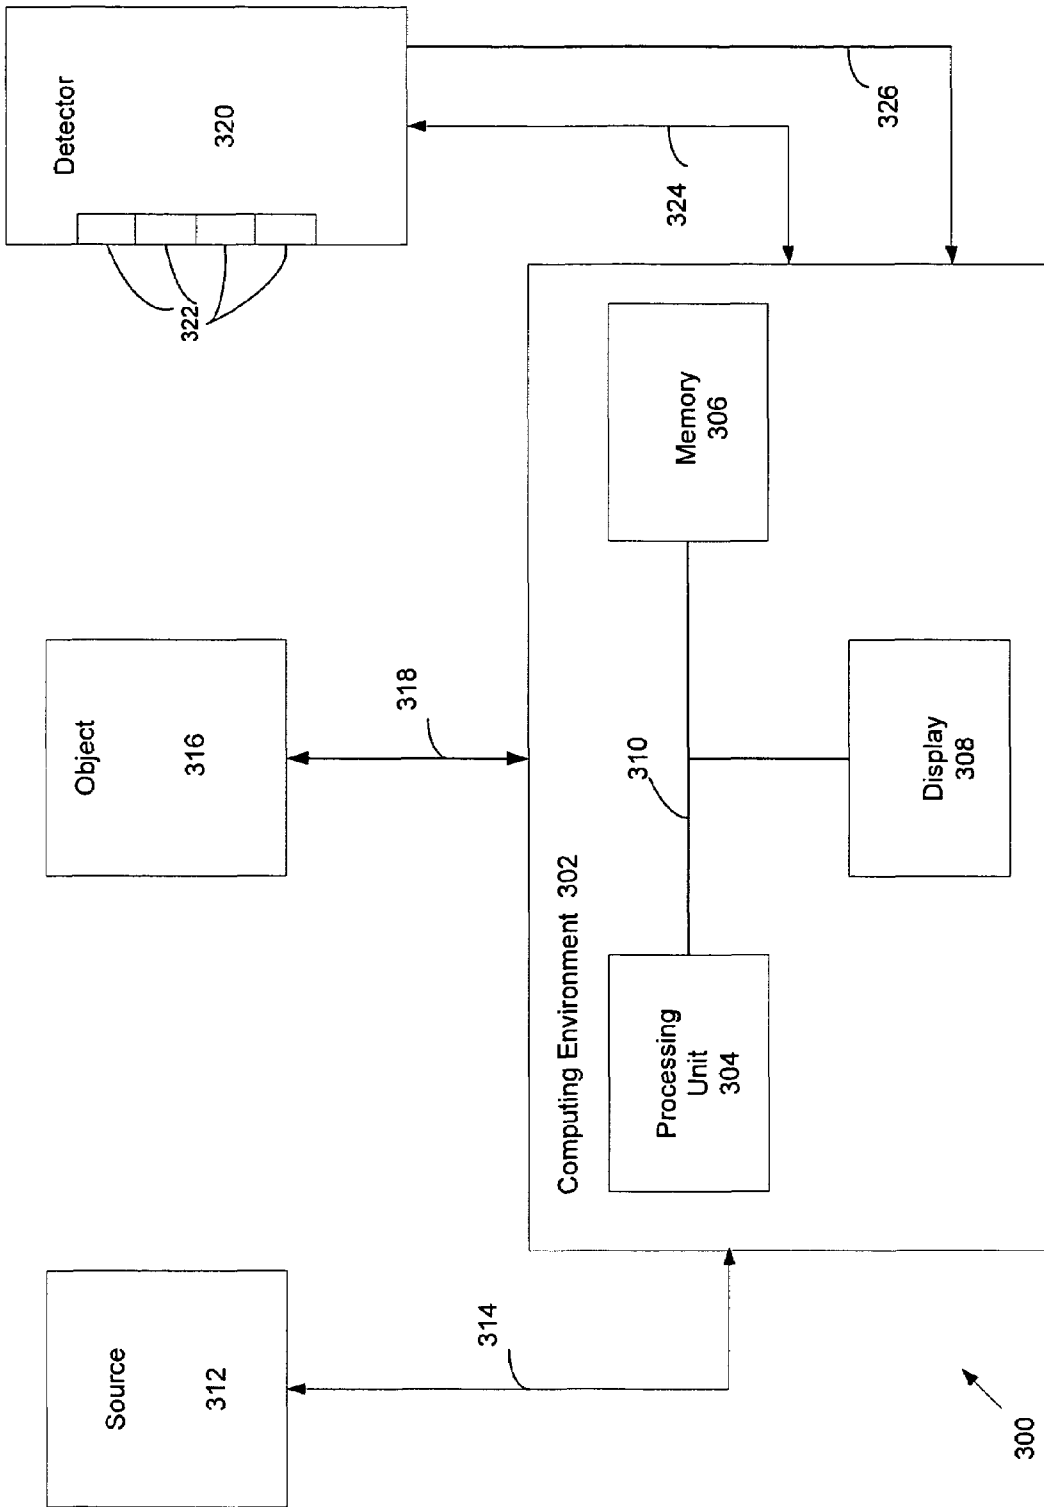 Source
312
Object
316
Detector
320
322
314
318
324
326
Computing Environment 302
310
Processing
Unit
304
Memory
306
Display
308
300